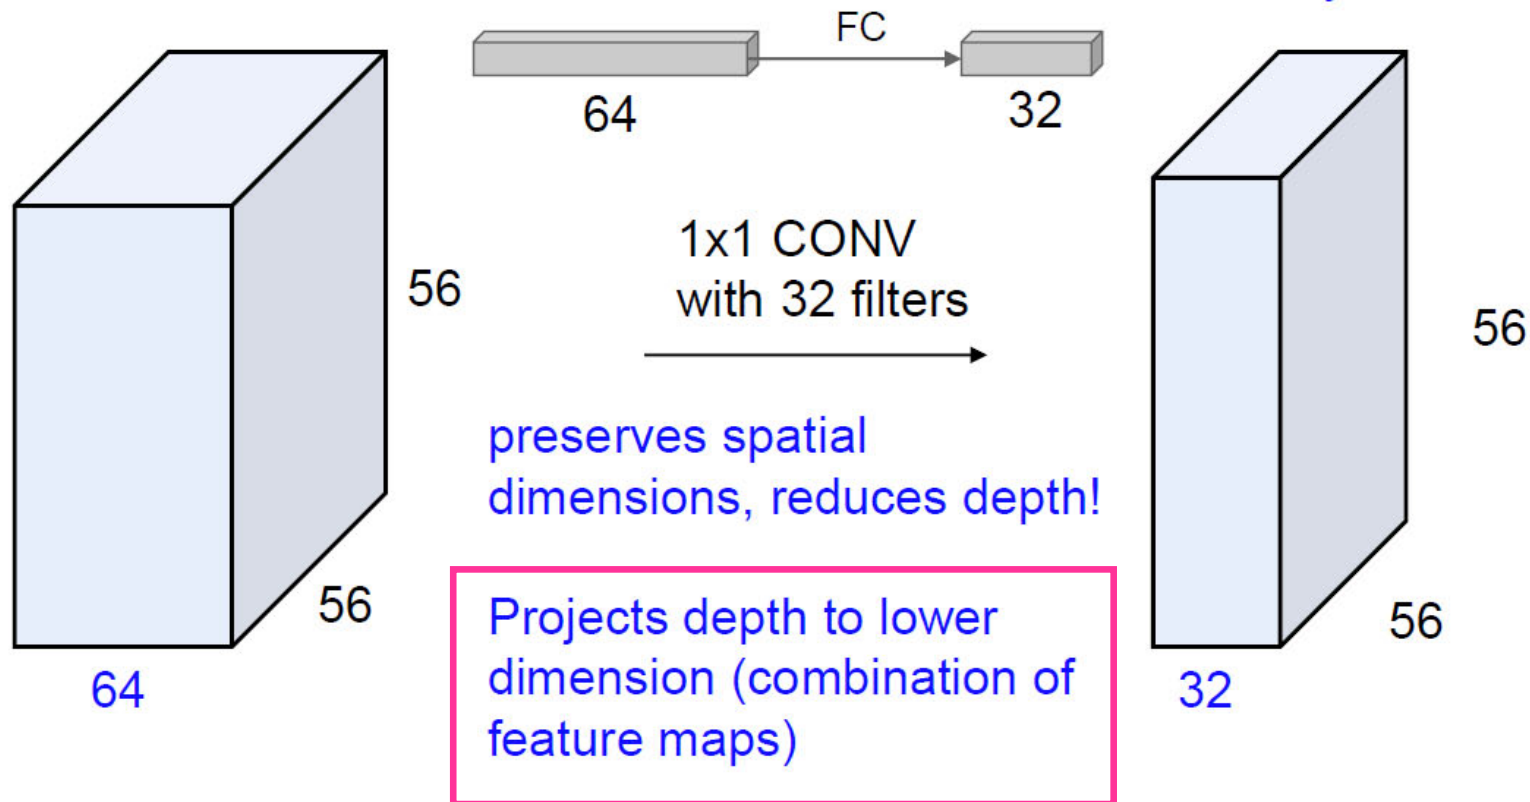 FC
64
32
1x1 CONV
with 32 filters
56
56
64
preserves spatial
dimensions, reduces depth!
Projects depth to lower
dimension (combination of
feature maps)
56
56
32